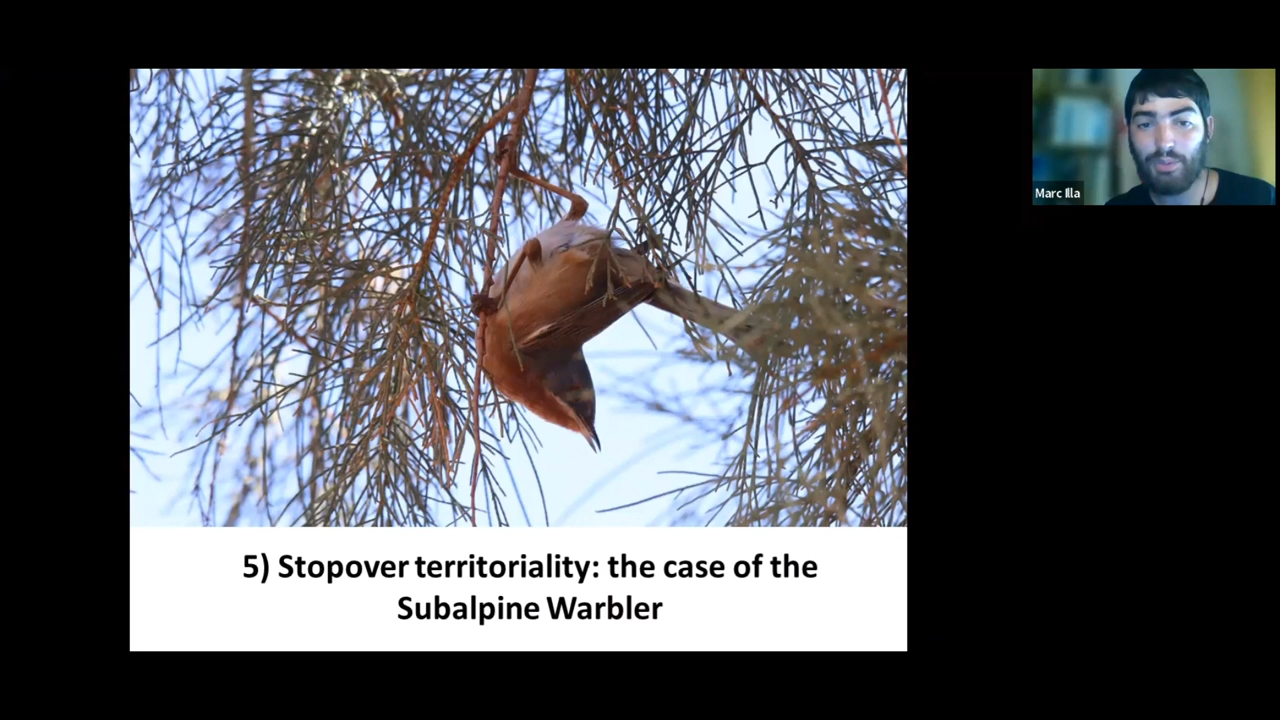 Marc Illa
5) Stopover territoriality: the case of the
Subalpine Warbler